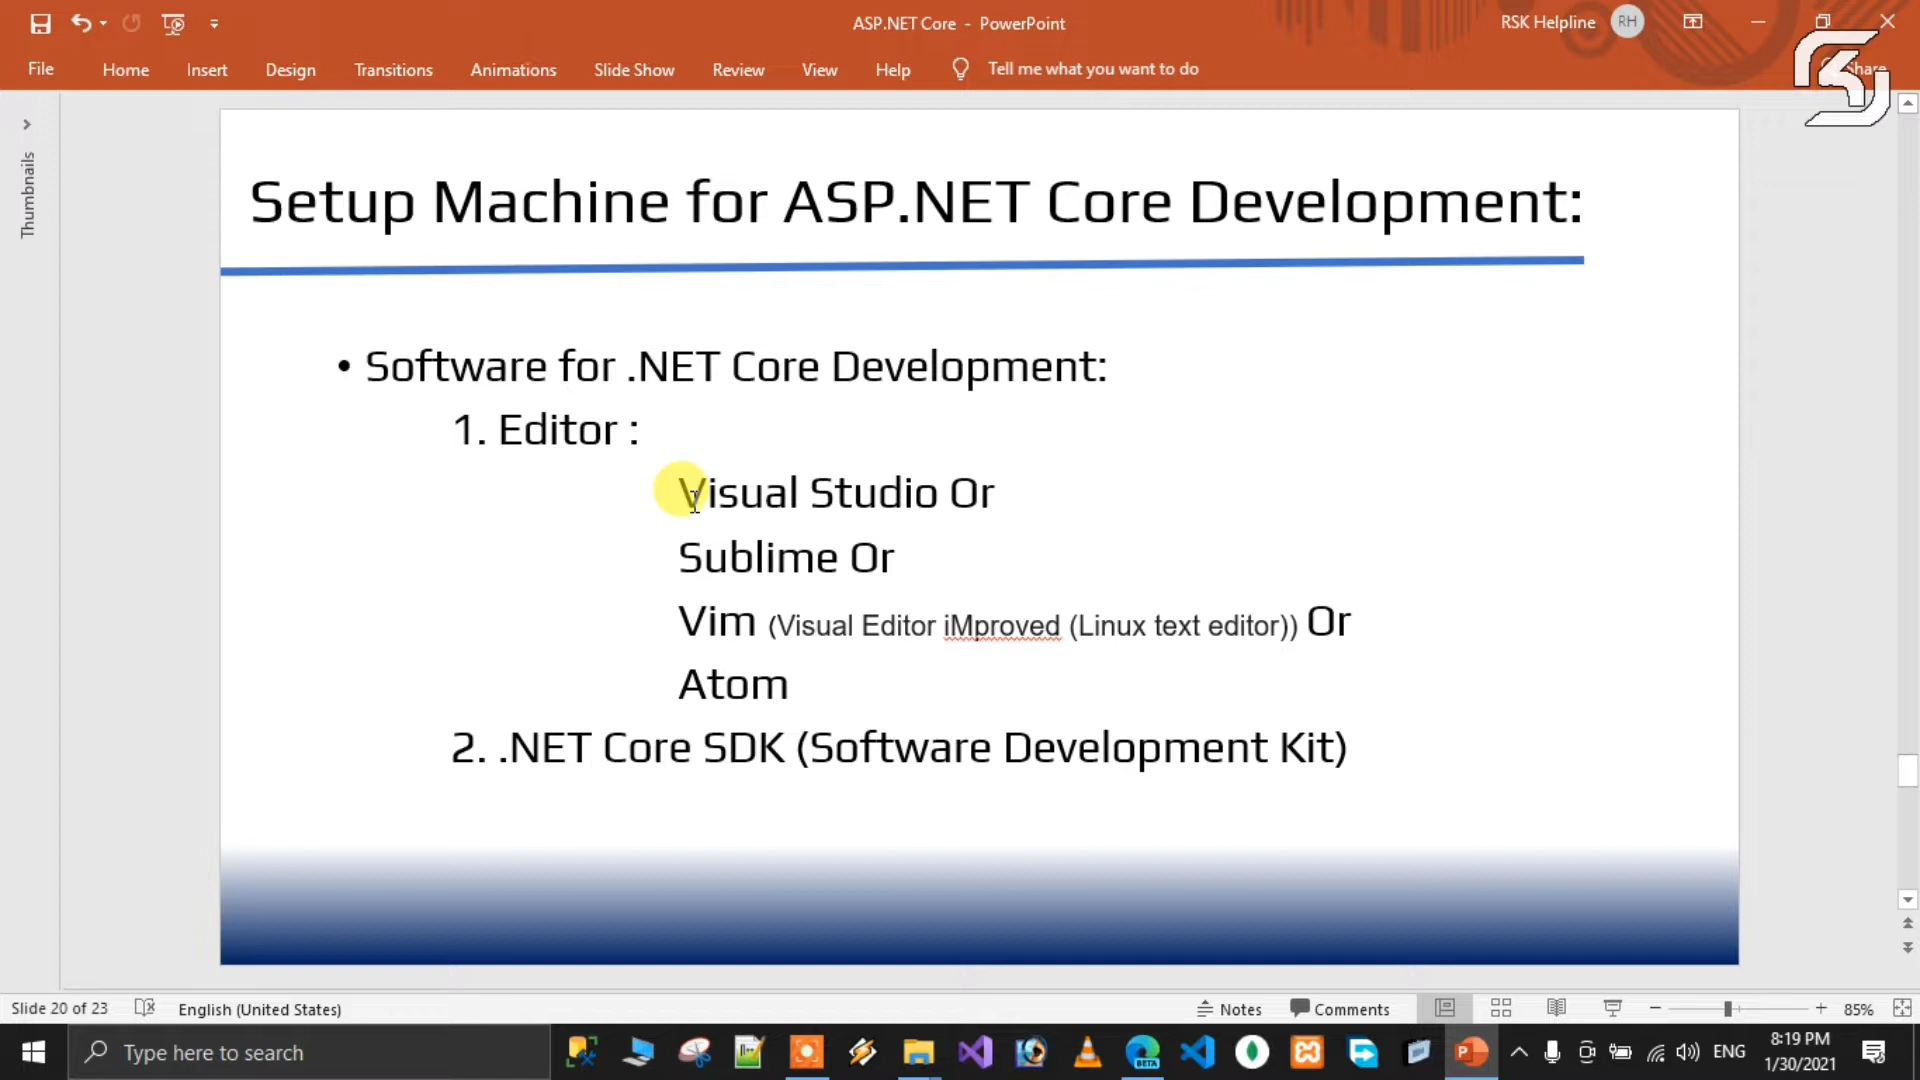 ASP.NET Core - PowerPoint
RSK Helpline
RH
File
Home
Insert
Design
Transitions
Animations
Slide Show
Review
View
Help
Tell me what you want to do
Share
Thumbnails
Setup Machine for ASP.NET Core Development:
• Software for .NET Core Development:
1. Editor :
Visual Studio Or
Sublime Or
Vim (Visual Editor iMproved (Linux text editor)) Or
Atom
2. .NET Core SDK (Software Development Kit)
Slide 20 of 23
English (United States)
Notes
Comments
85%
Type here to search
BETA
ENG
8:19 PM
1/30/2021